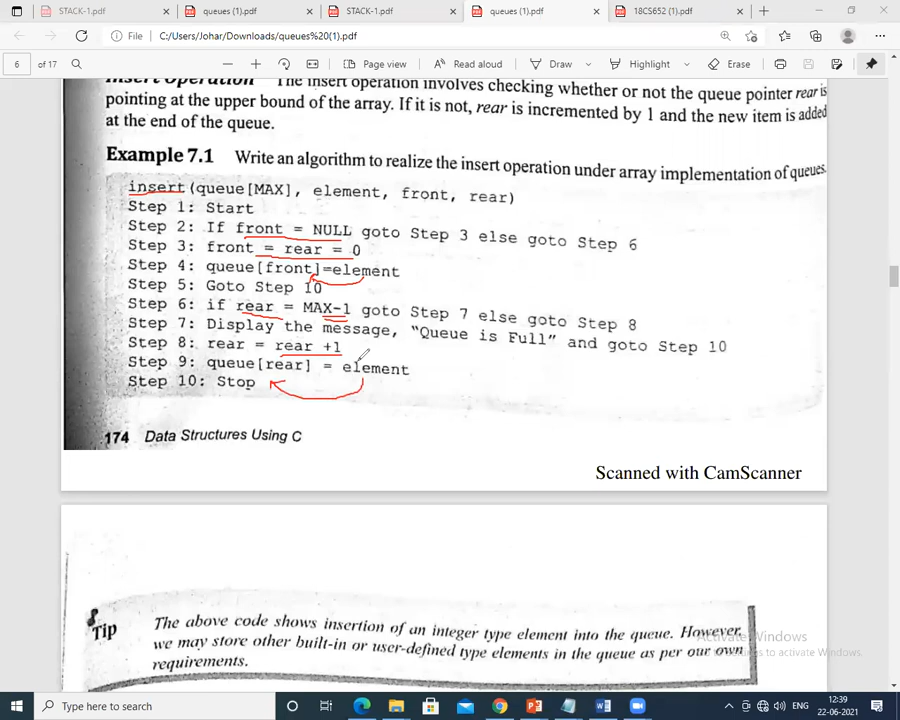 STACK-1.pdf
queues (1).pdf
STACK-1.pdf
queues (1).pdf
18CS652 (1).pdf
File
C:/Users/Johar/Downloads/queues%20(1).pdf
6 of 17
Page view
Read aloud
Draw
Highlight
Erase
Insert Operation The insert operation involves checking whether or not the queue pointer rear is
pointing at the upper bound of the array. If it is not, rear is incremented by 1 and the new item is added
at the end of the queue.
Example 7.1 Write an algorithm to realize the insert operation under array implementation of queues.
insert(queue[MAX], element, front, rear)
Step 1: Start
Step 2: If front = NULL goto Step 3 else goto Step 6
Step 3: front = rear = 0
Step 4: queue[front]=element
Step 5: Goto Step 10
Step 6: if rear = MAX-1 goto Step 7 else goto Step 8
Step 7: Display the message, "Queue is Full" and goto Step 10
Step 8: rear = rear +1
Step 9: queue[rear] = element
Step 10: Stop
174 Data Structures Using C
Scanned with CamScanner
Tip
The above code shows insertion of an integer type element into the queue. However,
we may store other built-in or user-defined type elements in the queue as per our own
requirements.
Activate Windows
to activate Windows.
Type here to search
ENG
12:39
22-06-2021